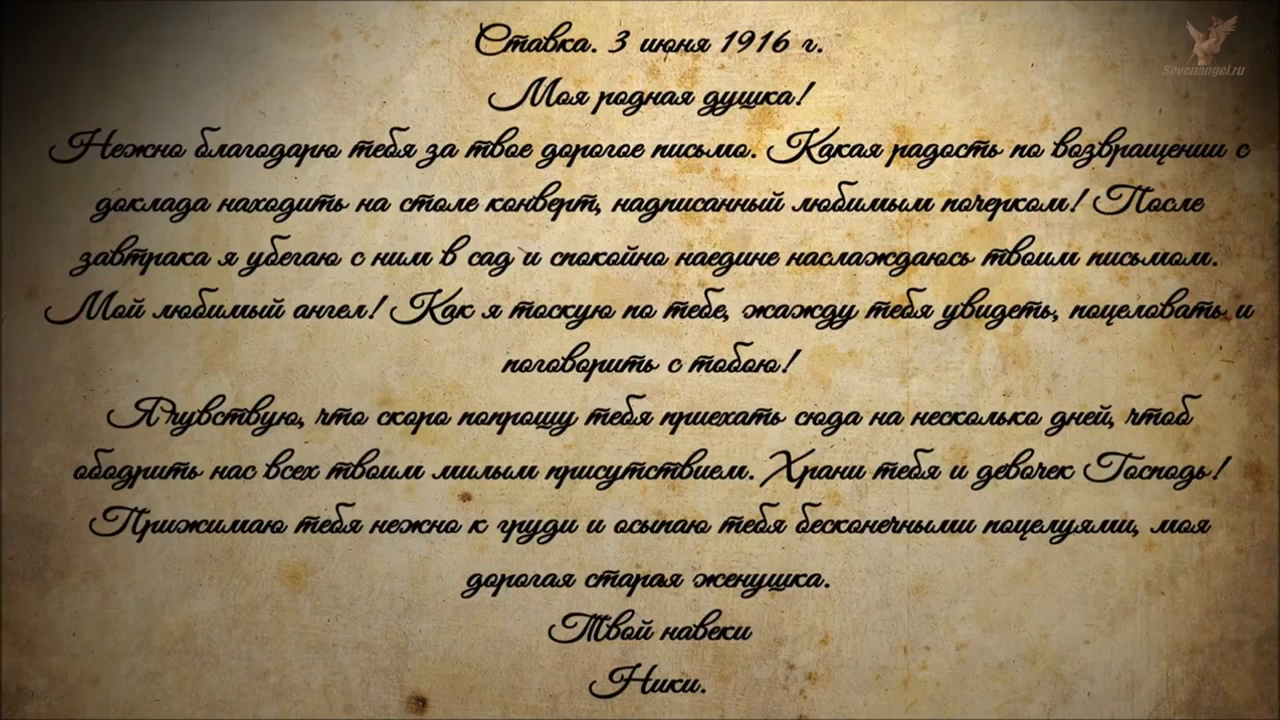 Ставка. 3 июня 1916 г.
Sevenangel.ru
Моя родная душка!
Нежно благодарю тебя за твое дорогое письмо. Какая радость по возвращении с
доклада находить на столе конверт, надписанный любимым почерком! После
завтрака я убегаю с ним в сад и спокойно наедине наслаждаюсь твоим письмом.
Мой любимый ангел! Как я тоскую по тебе, жажду тебя увидеть, поцеловать и
поговорить с тобою!
Я чувствую, что скоро попрошу тебя приехать сюда на несколько дней, чтоб
ободрить нас всех твоим милым присутствием. Храни тебя и девочек Господь!
Прижимаю тебя нежно к груди и осыпаю тебя бесконечными поцелуями, моя
дорогая старая женушка.
Твой навеки
Ники.